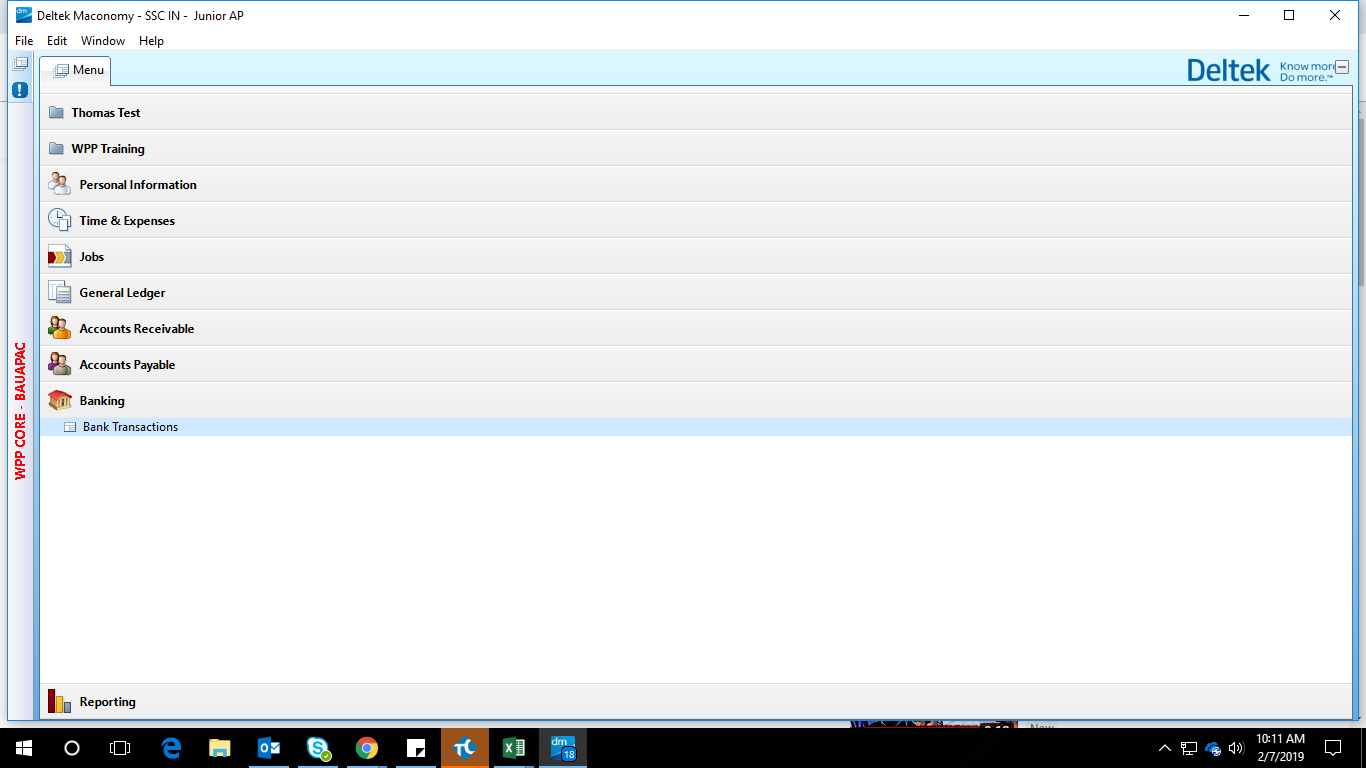 Deltek Maconomy - SSC IN - Junior AP
File Edit Window Help
Menu
Deltek Know more
Do more.™
Thomas Test
WPP Training
Personal Information
Time & Expenses
Jobs
General Ledger
Accounts Receivable
Accounts Payable
Banking
Bank Transactions
WPP CORE - BAUAPAC
Reporting
dm
18
10:11 AM
2/7/2019